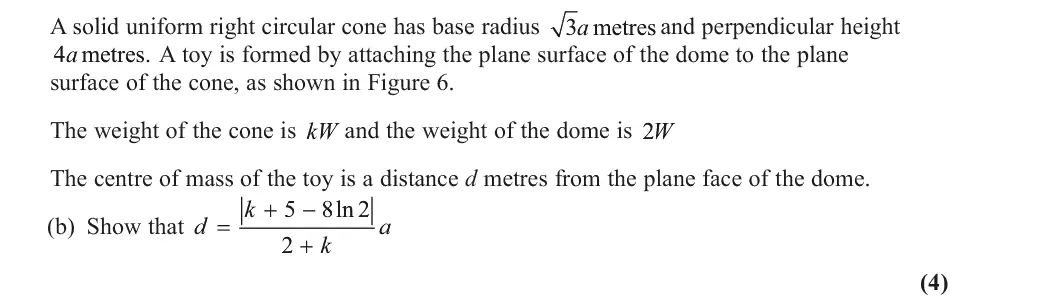 A solid uniform right circular cone has base radius √3a metres and perpendicular height
4a metres. A toy is formed by attaching the plane surface of the dome to the plane
surface of the cone, as shown in Figure 6.
The weight of the cone is kW and the weight of the dome is 2W
The centre of mass of the toy is a distance d metres from the plane face of the dome.
(b) Show that d = |k + 5 − 8 ln 2| / (2 + k) a
(4)